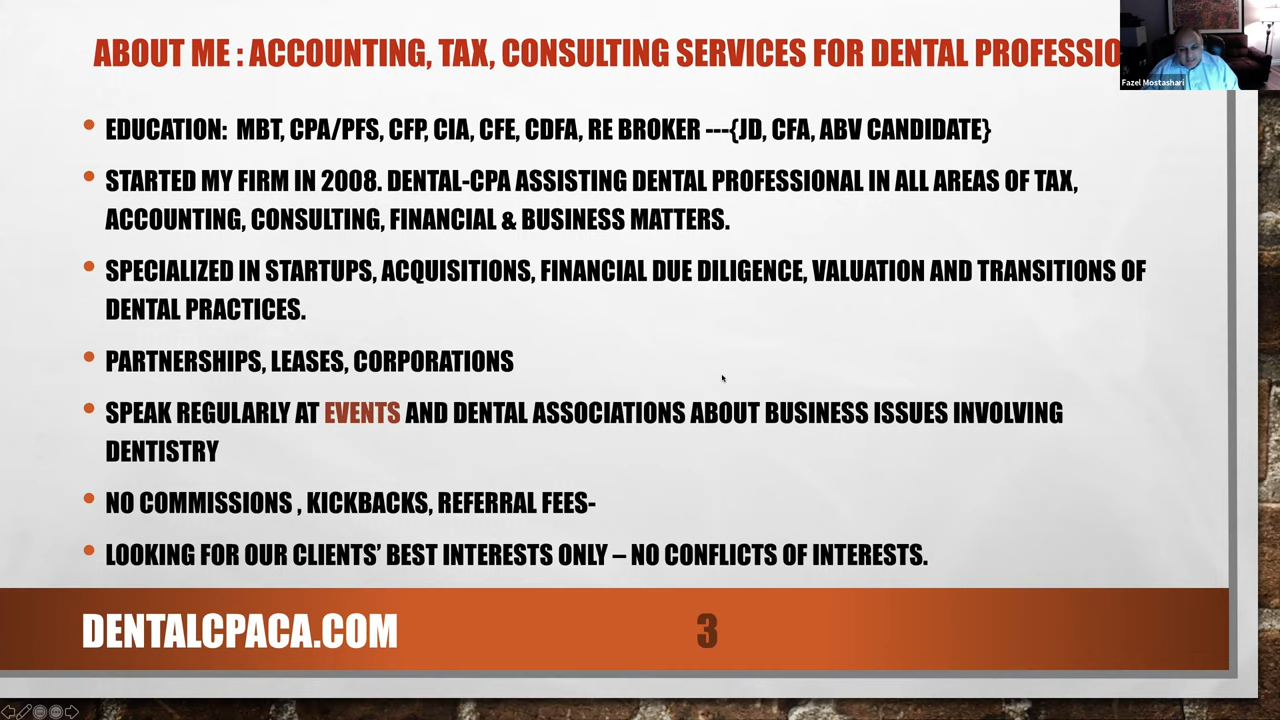 ABOUT ME : ACCOUNTING, TAX, CONSULTING SERVICES FOR DENTAL PROFESSIO
Fazel Mostashari
• EDUCATION: MBT, CPA/PFS, CFP, CIA, CFE, CDFA, RE BROKER ---{JD, CFA, ABV CANDIDATE}
• STARTED MY FIRM IN 2008. DENTAL-CPA ASSISTING DENTAL PROFESSIONAL IN ALL AREAS OF TAX,
ACCOUNTING, CONSULTING, FINANCIAL & BUSINESS MATTERS.
• SPECIALIZED IN STARTUPS, ACQUISITIONS, FINANCIAL DUE DILIGENCE, VALUATION AND TRANSITIONS OF
DENTAL PRACTICES.
• PARTNERSHIPS, LEASES, CORPORATIONS
• SPEAK REGULARLY AT EVENTS AND DENTAL ASSOCIATIONS ABOUT BUSINESS ISSUES INVOLVING
DENTISTRY
• NO COMMISSIONS , KICKBACKS, REFERRAL FEES-
• LOOKING FOR OUR CLIENTS’ BEST INTERESTS ONLY – NO CONFLICTS OF INTERESTS.
DENTALCPACA.COM
3